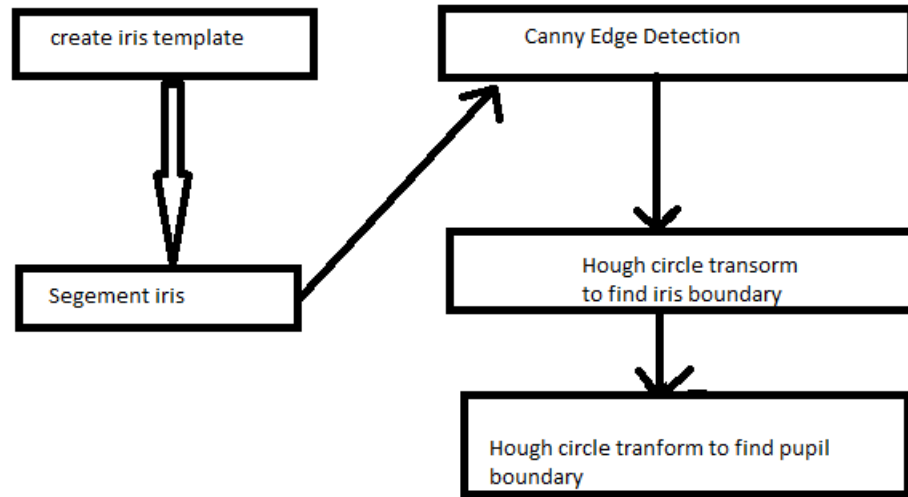 create iris template
Segement iris
Canny Edge Detection
Hough circle transorm
to find iris boundary
Hough circle tranform to find pupil
boundary